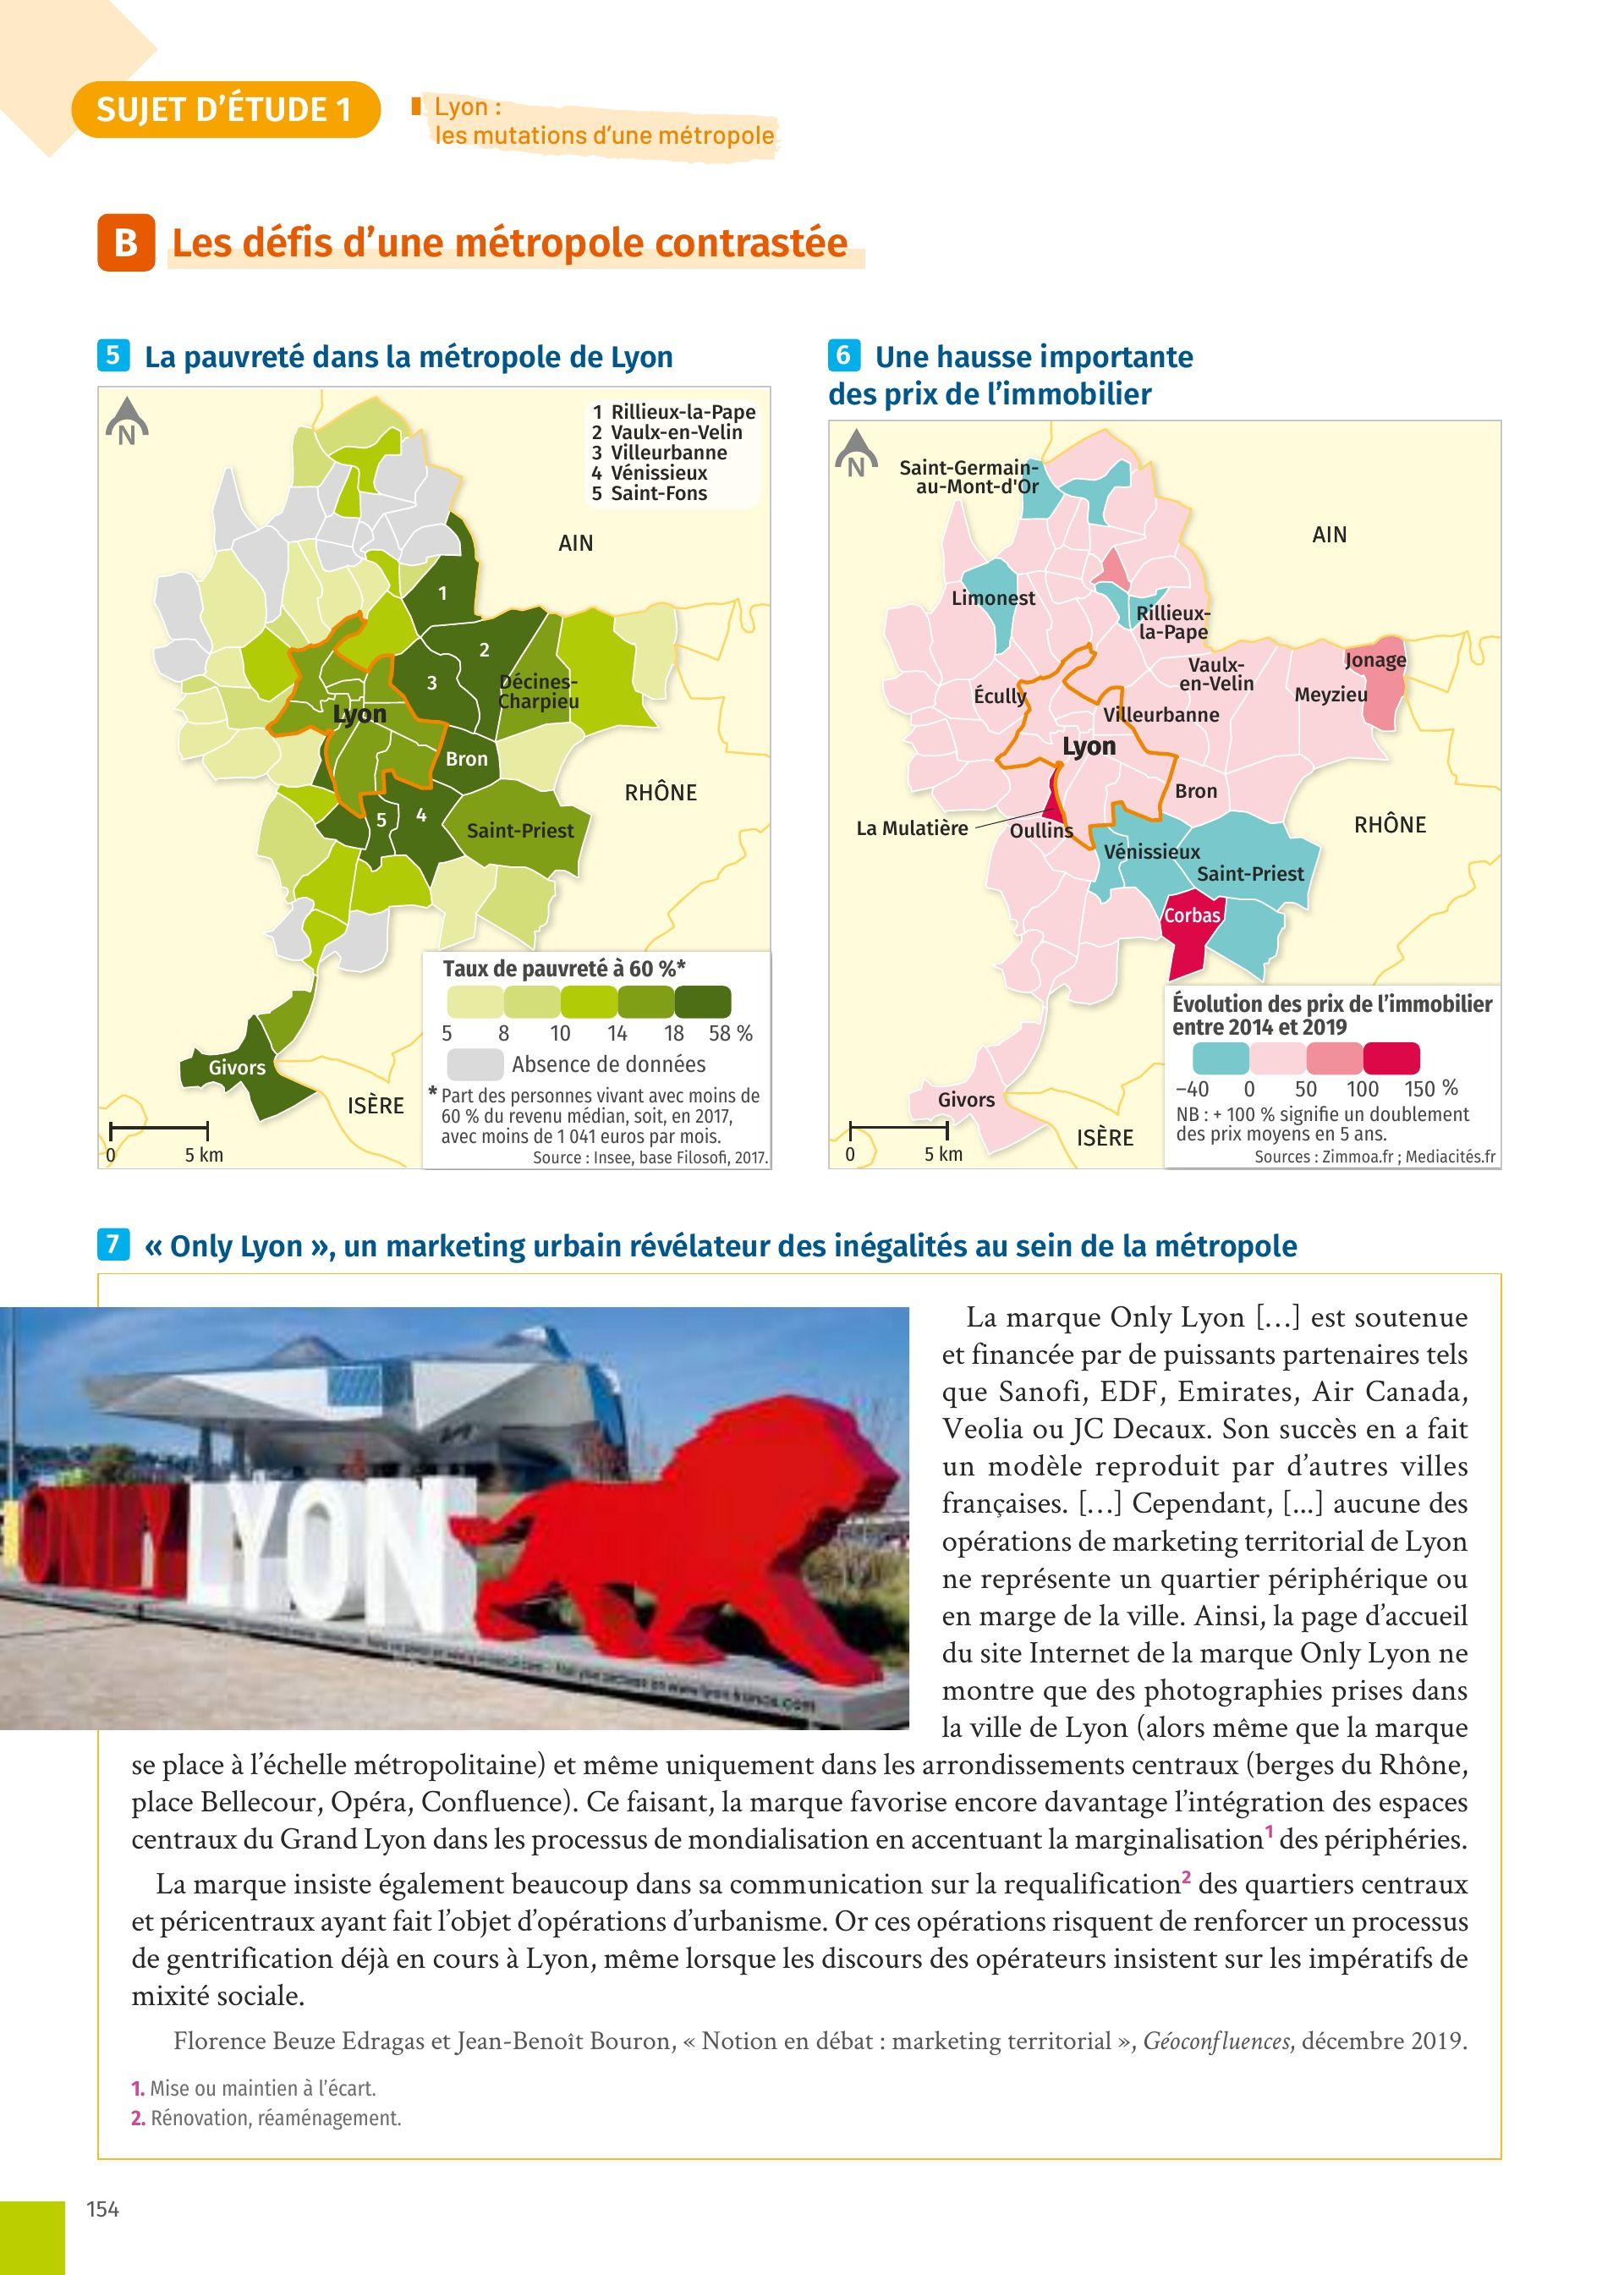 SUJET D'ÉTUDE 1
Lyon :
les mutations d'une métropole
B Les défis d'une métropole contrastée
5 La pauvreté dans la métropole de Lyon
N
1 Rillieux-la-Pape
2 Vaulx-en-Velin
3 Villeurbanne
4 Vénissieux
5 Saint-Fons
AIN
1
2
3
Décines-
Charpieu
Lyon
Bron
RHÔNE
5
4
Saint-Priest
Givors
ISÈRE
0 5 km
Taux de pauvreté à 60 %*
5 8 10 14 18 58 %
Absence de données
* Part des personnes vivant avec moins de
60 % du revenu médian, soit, en 2017,
avec moins de 1 041 euros par mois.
Source : Insee, base Filosofi, 2017.
6 Une hausse importante
des prix de l'immobilier
N
Saint-Germain-
au-Mont-d'Or
AIN
Limonest
Rillieux-
la-Pape
Jonage
Vaulx-
en-Velin
Meyzieu
Écully
Villeurbanne
Lyon
Bron
La Mulatière
Oullins
RHÔNE
Vénissieux
Saint-Priest
Corbas
Givors
ISÈRE
0 5 km
Évolution des prix de l'immobilier
entre 2014 et 2019
–40 0 50 100 150 %
NB : + 100 % signifie un doublement
des prix moyens en 5 ans.
Sources : Zimmoa.fr ; Mediacités.fr
7 « Only Lyon », un marketing urbain révélateur des inégalités au sein de la métropole
ONLYLYON
La marque Only Lyon […] est soutenue
et financée par de puissants partenaires tels
que Sanofi, EDF, Emirates, Air Canada,
Veolia ou JC Decaux. Son succès en a fait
un modèle reproduit par d'autres villes
françaises. […] Cependant, [...] aucune des
opérations de marketing territorial de Lyon
ne représente un quartier périphérique ou
en marge de la ville. Ainsi, la page d'accueil
du site Internet de la marque Only Lyon ne
montre que des photographies prises dans
la ville de Lyon (alors même que la marque
se place à l'échelle métropolitaine) et même uniquement dans les arrondissements centraux (berges du Rhône,
place Bellecour, Opéra, Confluence). Ce faisant, la marque favorise encore davantage l'intégration des espaces
centraux du Grand Lyon dans les processus de mondialisation en accentuant la marginalisation1 des périphéries.
La marque insiste également beaucoup dans sa communication sur la requalification2 des quartiers centraux
et péricentraux ayant fait l'objet d'opérations d'urbanisme. Or ces opérations risquent de renforcer un processus
de gentrification déjà en cours à Lyon, même lorsque les discours des opérateurs insistent sur les impératifs de
mixité sociale.
Florence Beuze Edragas et Jean-Benoît Bouron, « Notion en débat : marketing territorial », Géoconfluences, décembre 2019.
1. Mise ou maintien à l'écart.
2. Rénovation, réaménagement.
154